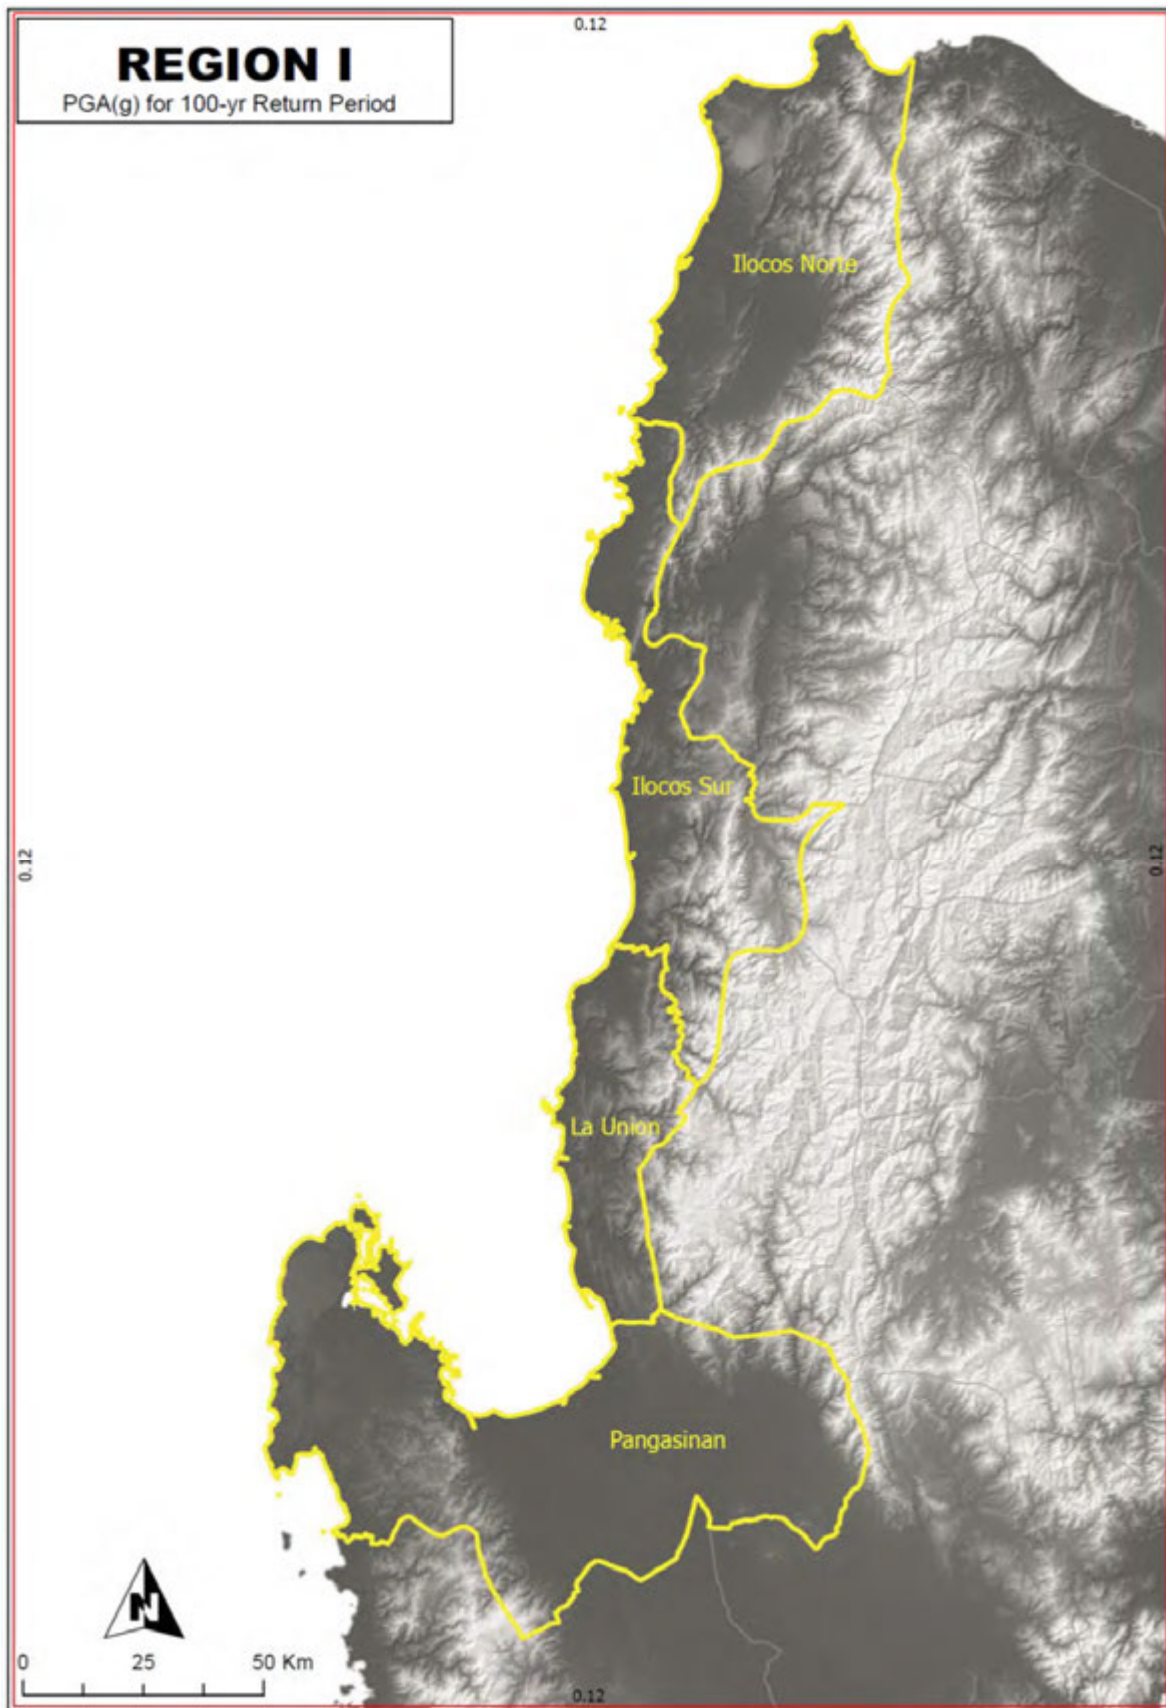 0.12
REGION I
PGA(g) for 100-yr Return Period
Ilocos Norte
Ilocos Sur
0.12
0.12
La Union
Pangasinan
N
0 25 50 Km
0.12